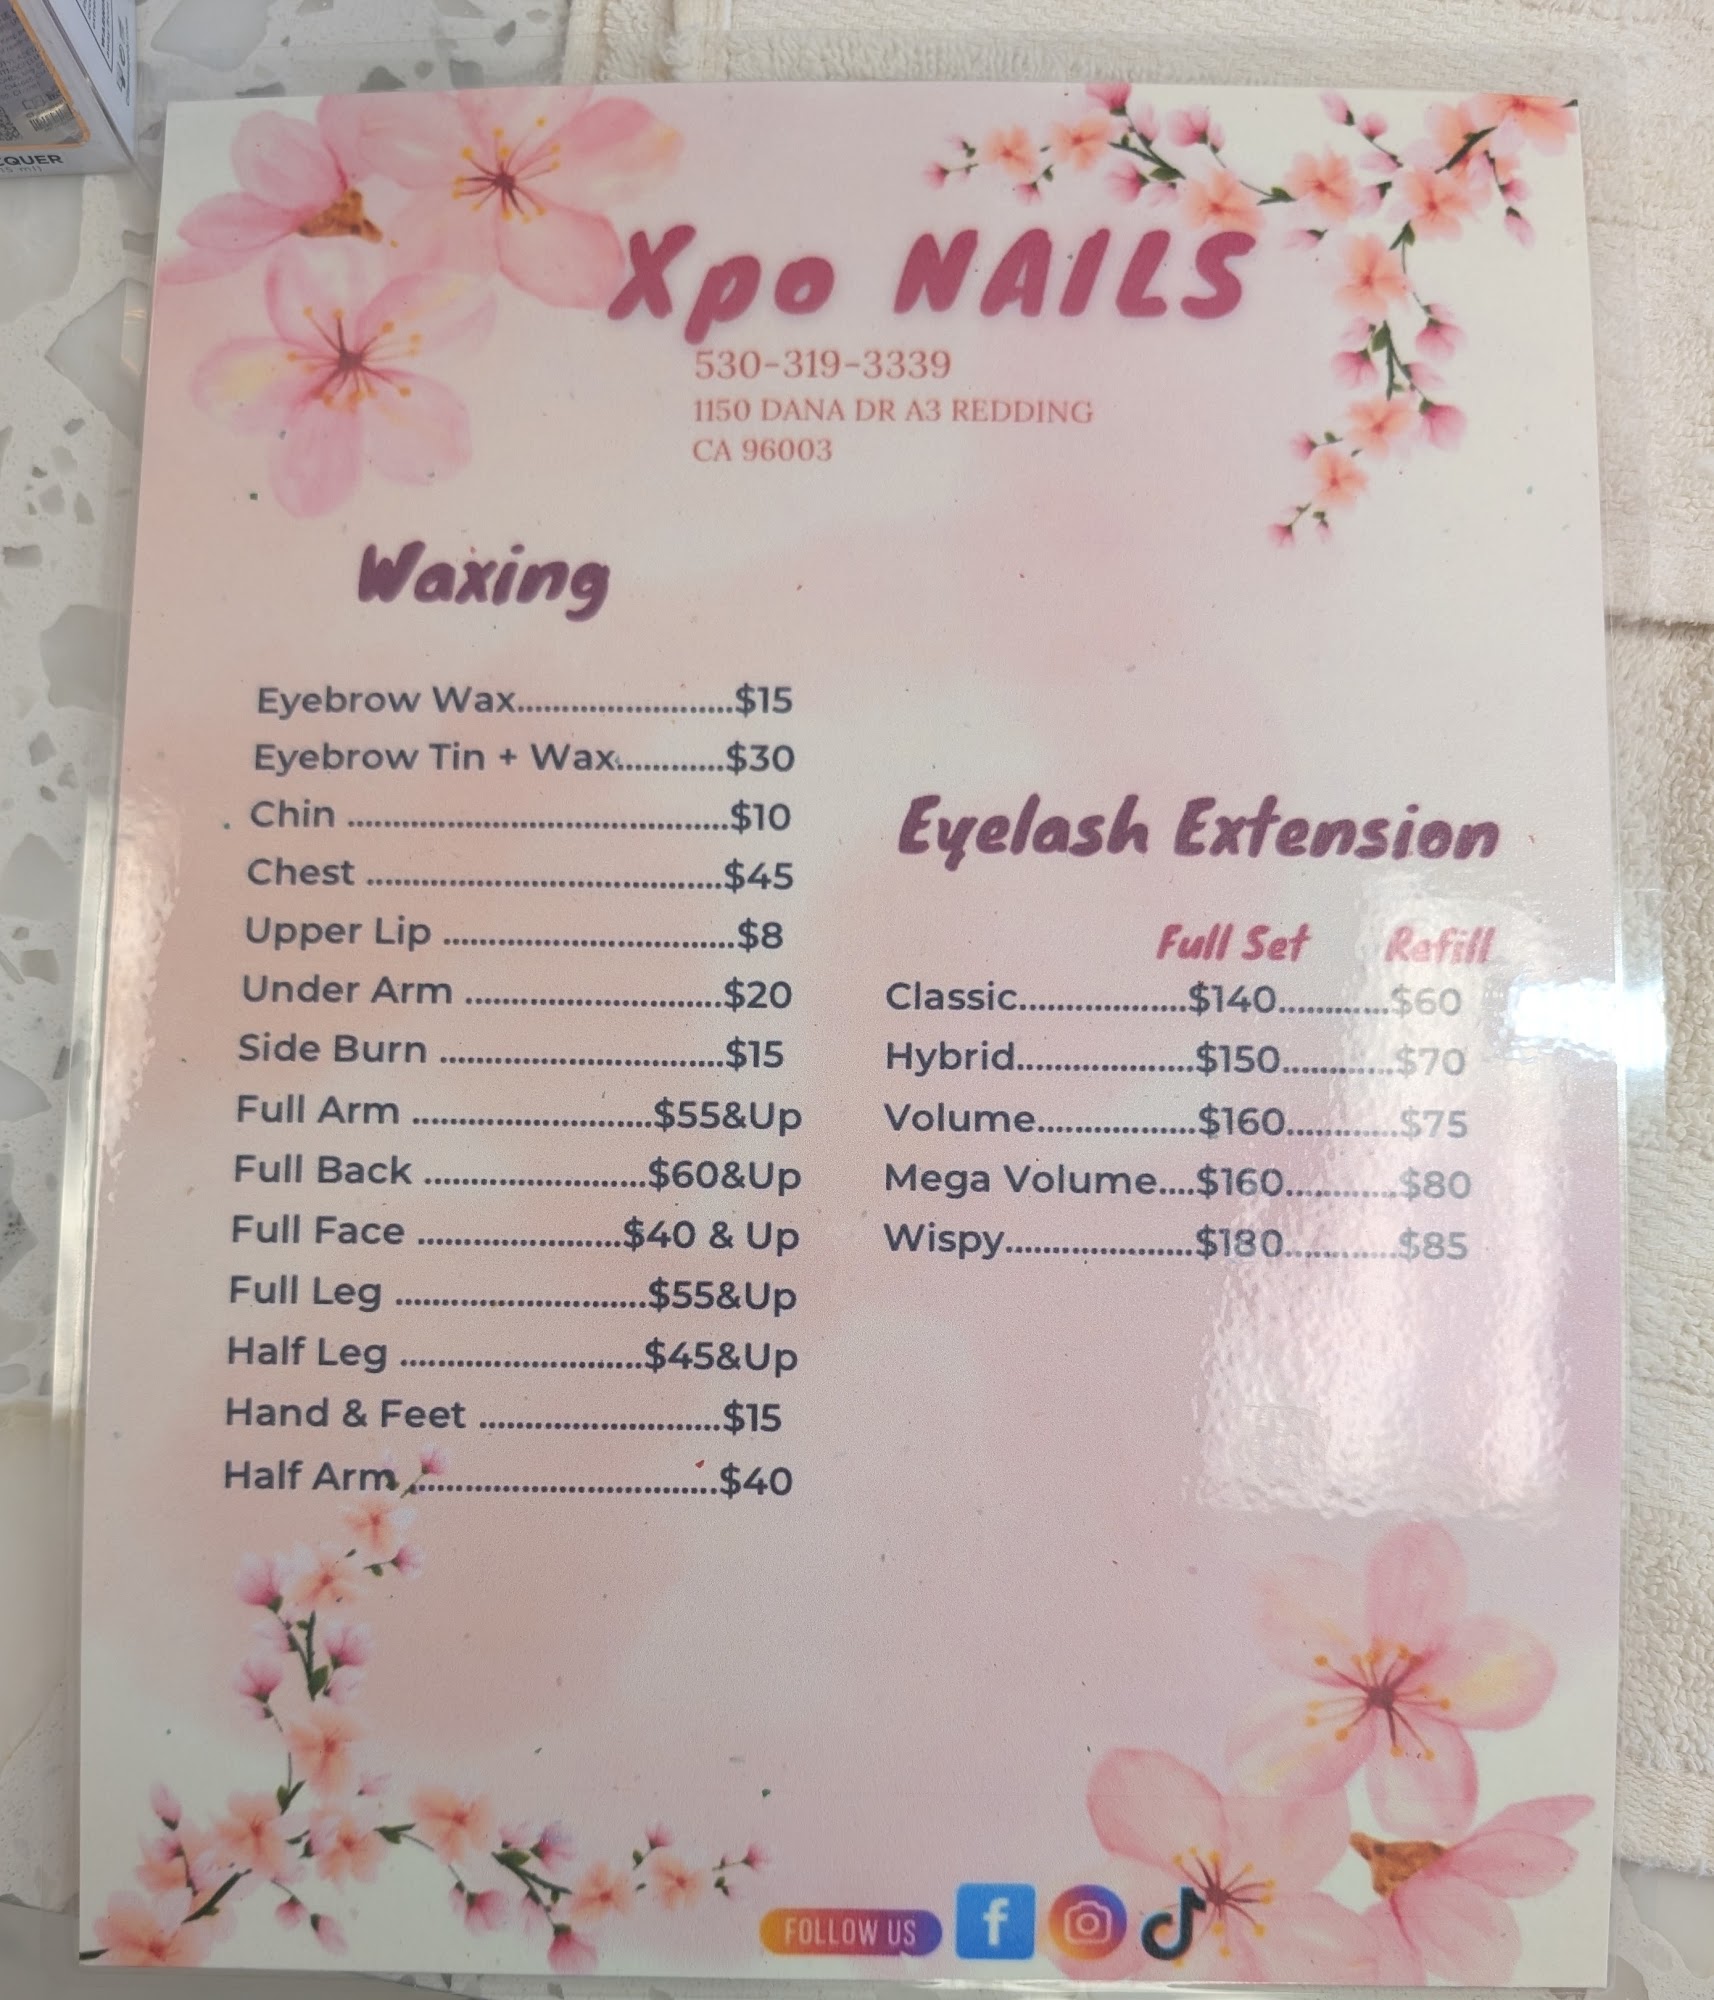 CQUER
Xpo NAILS
530-319-3339
1150 DANA DR A3 REDDING
CA 96003
Waxing
Eyebrow Wax........................$15
Eyebrow Tin + Wax............$30
Chin ..........................................$10
Chest .......................................$45
Upper Lip ................................$8
Under Arm ............................$20
Side Burn ...............................$15
Full Arm ..........................$55&Up
Full Back ........................$60&Up
Full Face ......................$40 & Up
Full Leg ...........................$55&Up
Half Leg ..........................$45&Up
Hand & Feet ..........................$15
Half Arm .................................$40
Eyelash Extension
Full Set Refill
Classic...................$140............$60
Hybrid....................$150............$70
Volume..................$160............$75
Mega Volume....$160............$80
Wispy.....................$180............$85
FOLLOW US